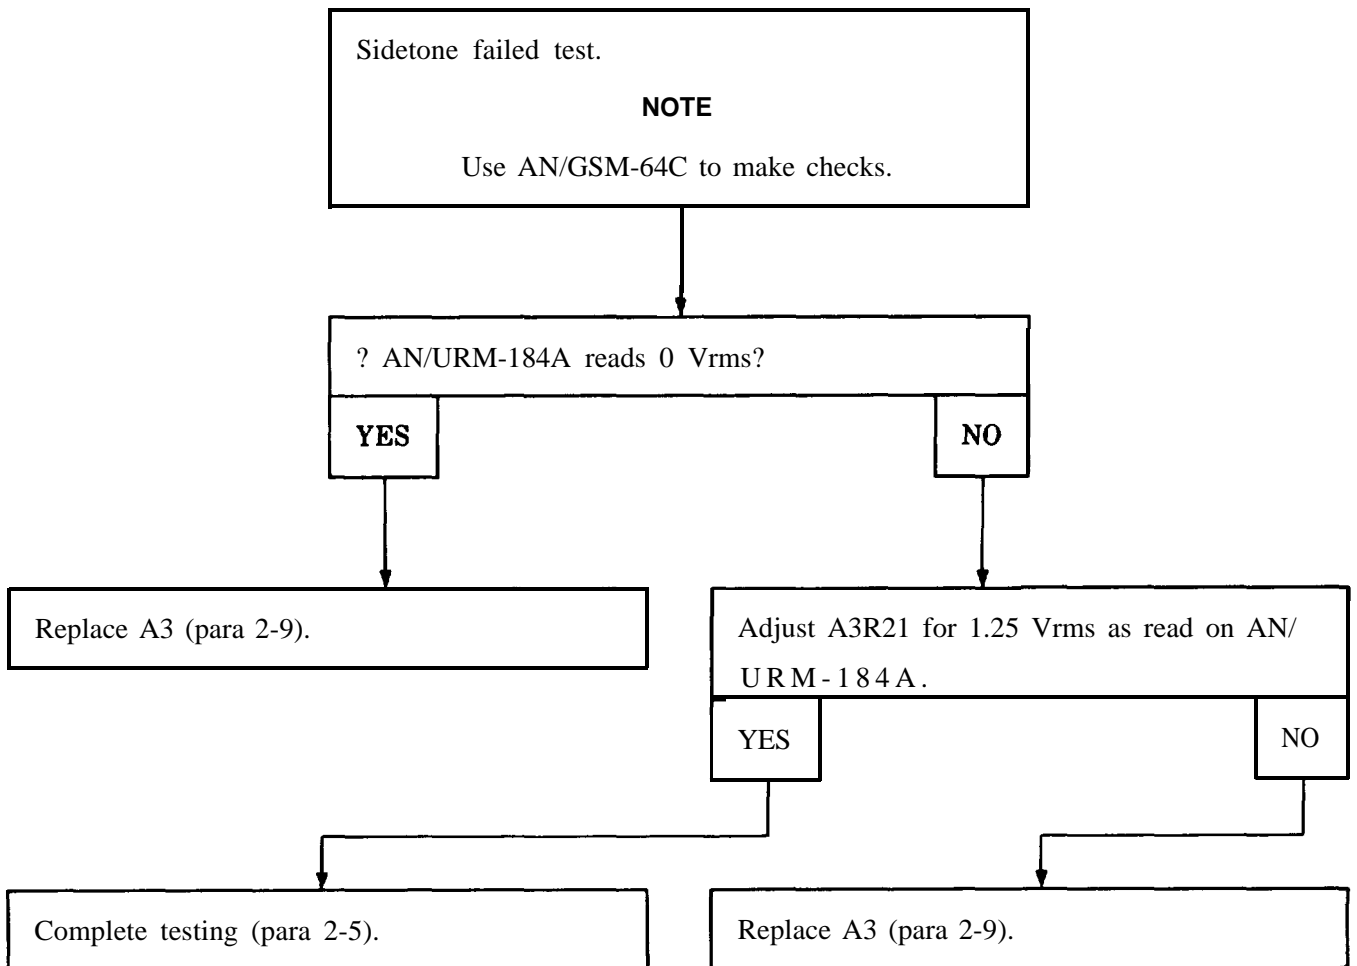 Sidetone failed test.
NOTE
Use AN/GSM-64C to make checks.
? AN/URM-184A reads 0 Vrms?
YES
NO
Replace A3 (para 2-9).
Adjust A3R21 for 1.25 Vrms as read on AN/
URM-184A.
YES
NO
Complete testing (para 2-5).
Replace A3 (para 2-9).